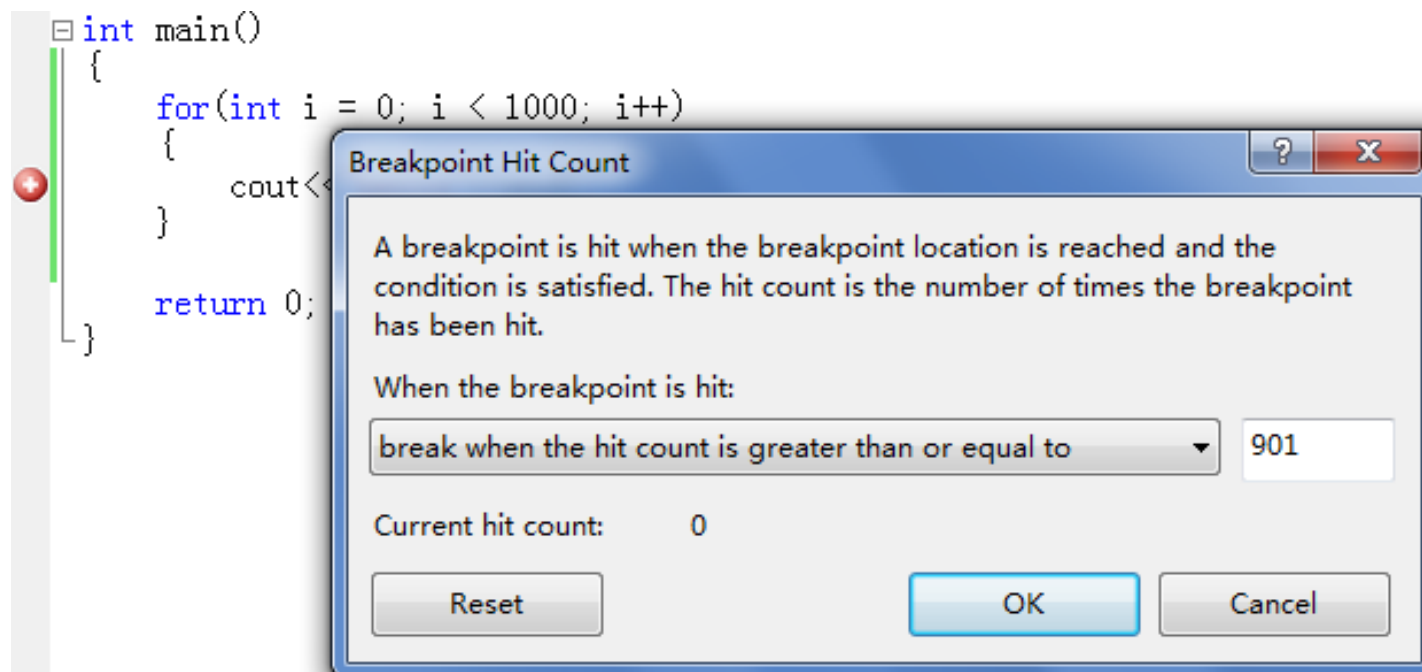 int main()
{
for(int i = 0; i < 1000; i++)
{
cout<<
}
return 0;
}
Breakpoint Hit Count
A breakpoint is hit when the breakpoint location is reached and the
condition is satisfied. The hit count is the number of times the breakpoint
has been hit.
When the breakpoint is hit:
break when the hit count is greater than or equal to 901
Current hit count: 0
Reset OK Cancel